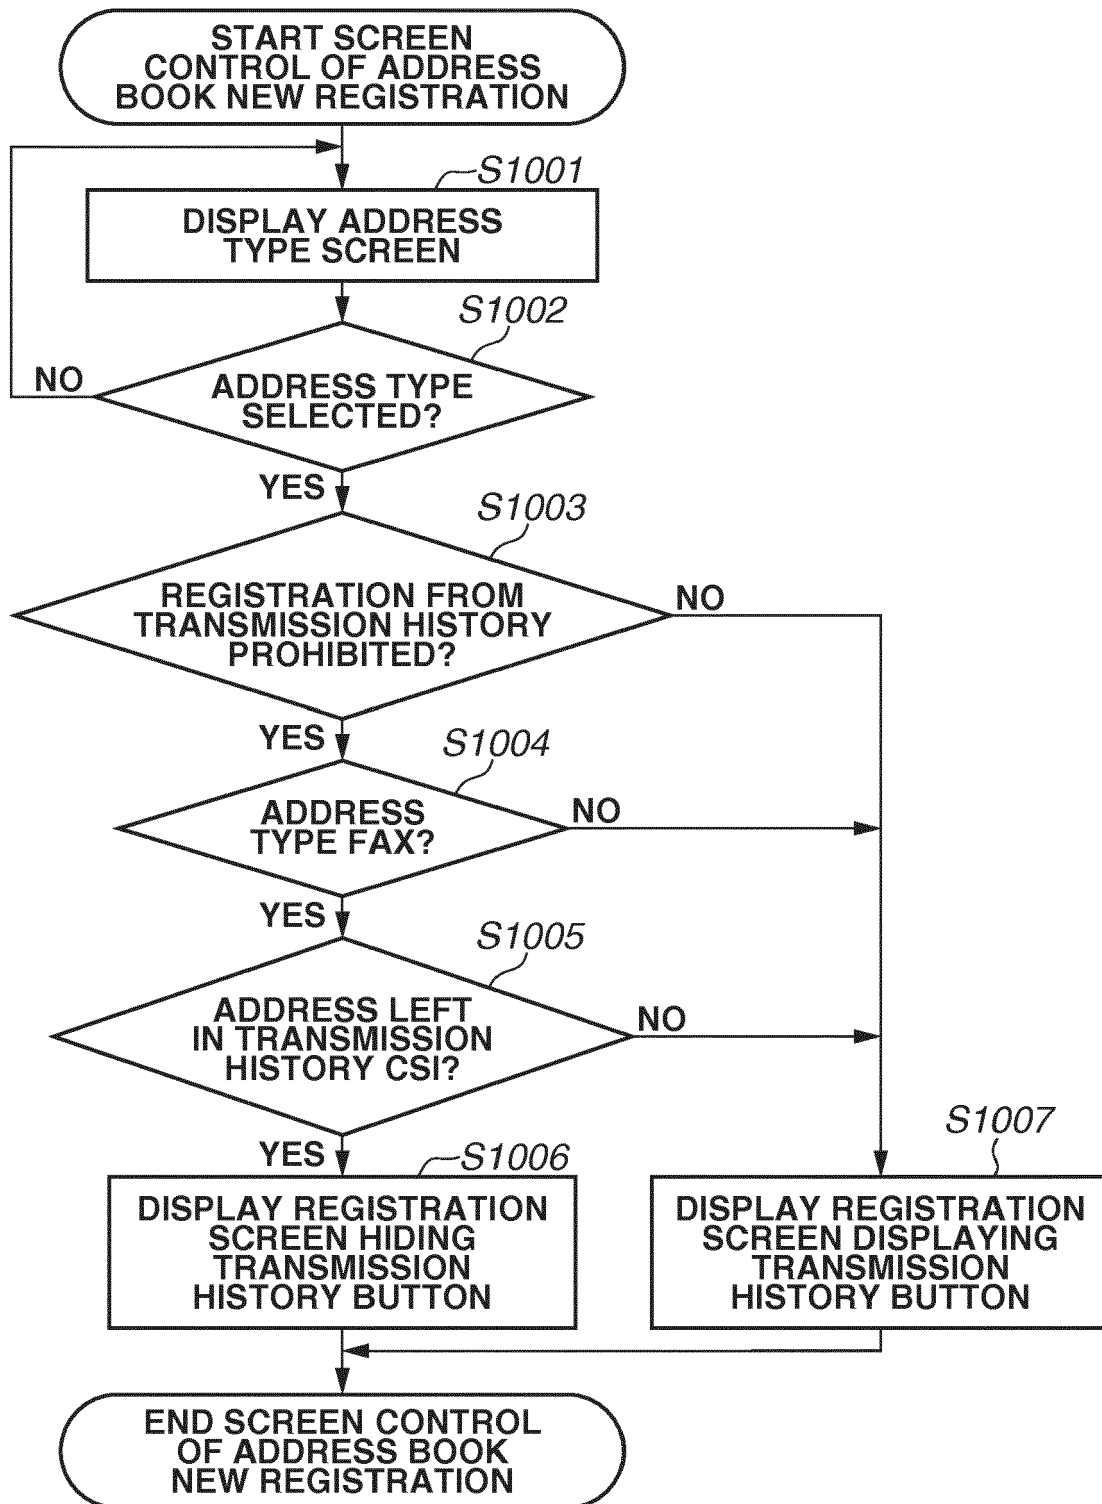 START SCREEN
CONTROL OF ADDRESS
BOOK NEW REGISTRATION
S1001
DISPLAY ADDRESS
TYPE SCREEN
S1002
NO
ADDRESS TYPE
SELECTED?
YES
S1003
REGISTRATION FROM
TRANSMISSION HISTORY
PROHIBITED?
NO
YES
S1004
ADDRESS
TYPE FAX?
NO
YES
S1005
ADDRESS LEFT
IN TRANSMISSION
HISTORY CSI?
NO
YES
S1006
DISPLAY REGISTRATION
SCREEN HIDING
TRANSMISSION
HISTORY BUTTON
S1007
DISPLAY REGISTRATION
SCREEN DISPLAYING
TRANSMISSION
HISTORY BUTTON
END SCREEN CONTROL
OF ADDRESS BOOK
NEW REGISTRATION